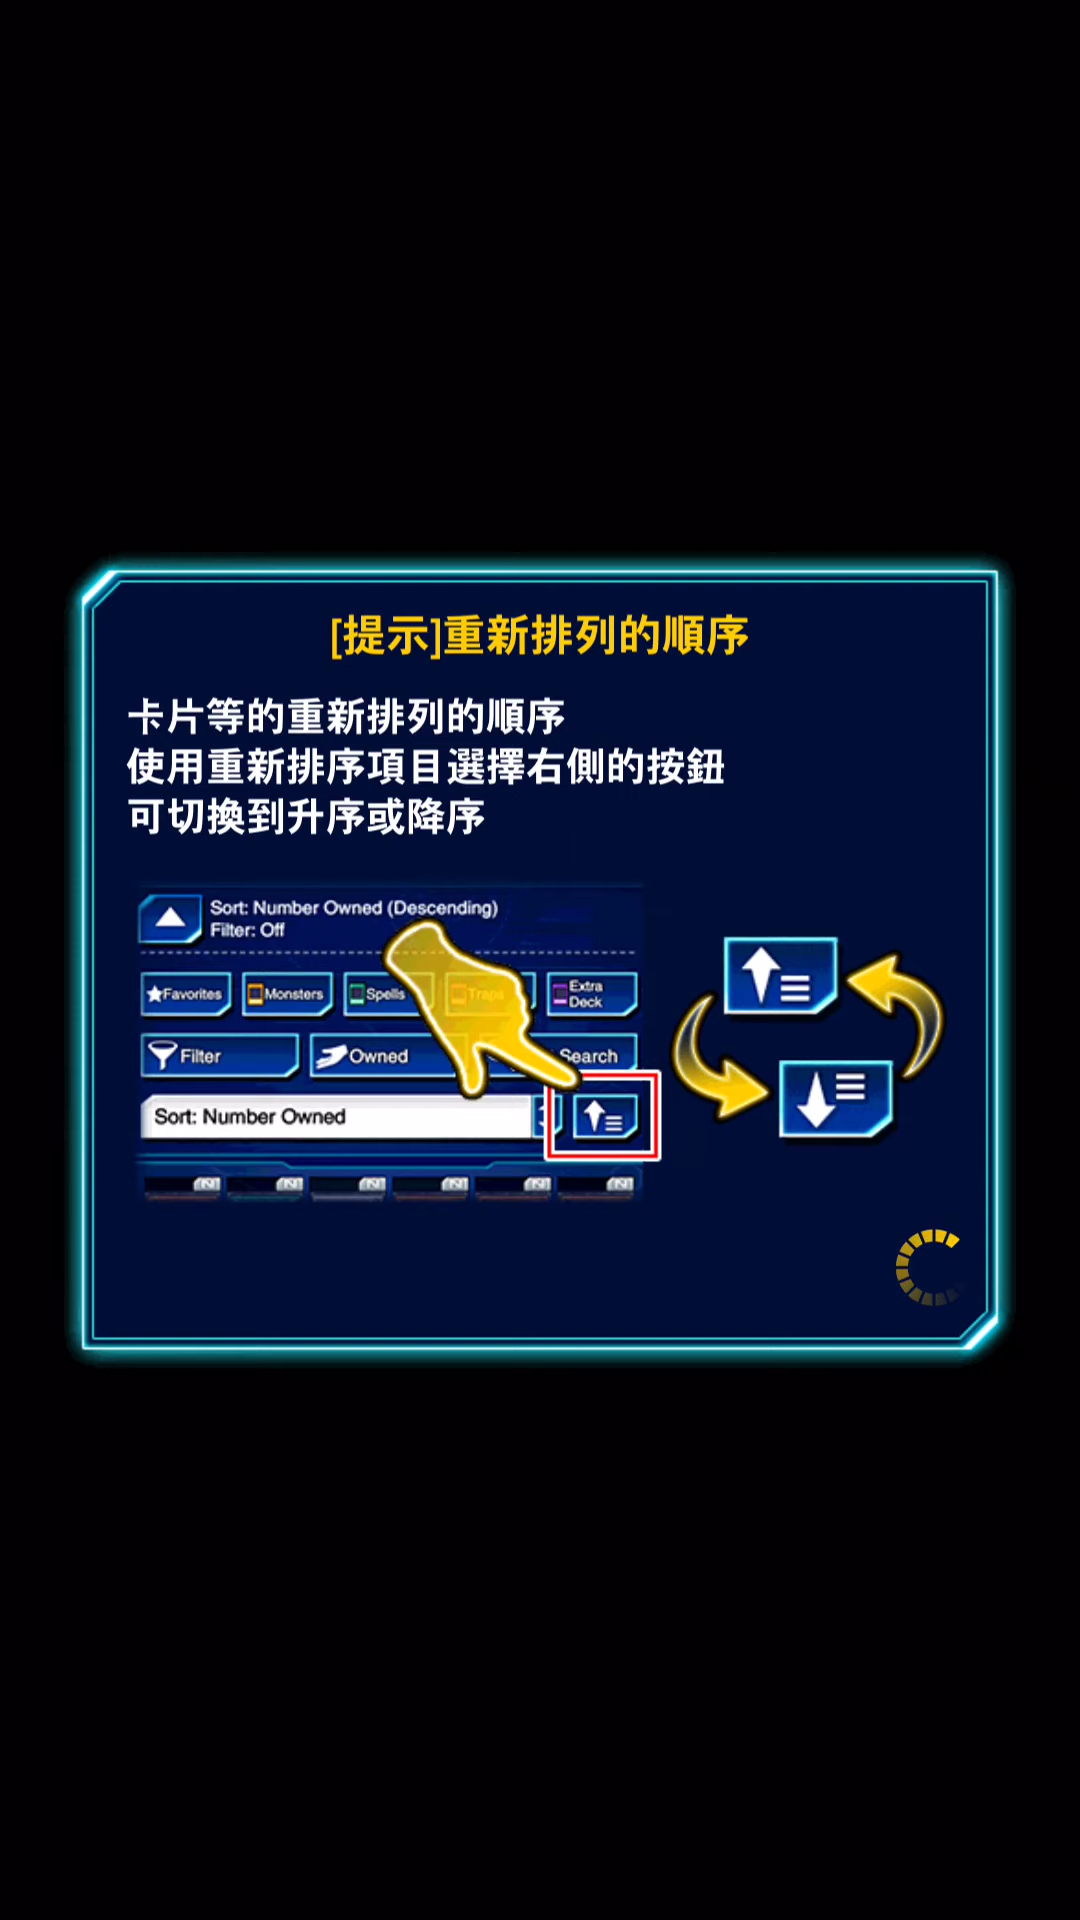 [提示]重新排列的順序
卡片等的重新排列的順序
使用重新排序項目選擇右側的按鈕
可切換到升序或降序
Sort: Number Owned (Descending)
Filter: Off
Favorites
Monsters
Spells
Traps
Extra
Deck
Filter
Owned
Search
Sort: Number Owned